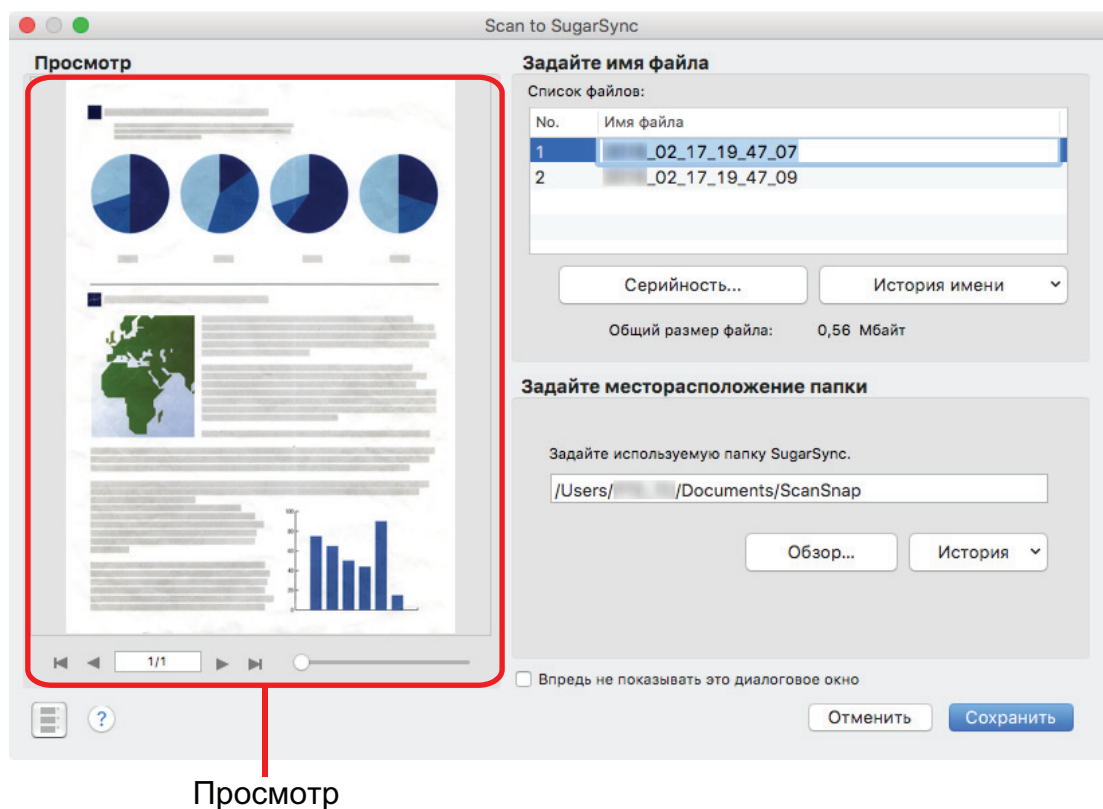 Scan to SugarSync
Просмотр
1/1
Задайте имя файла
Список файлов:
No. Имя файла
1 _02_17_19_47_07
2 _02_17_19_47_09
Серийность... История имени
Общий размер файла: 0,56 Мбайт
Задайте месторасположение папки
Задайте используемую папку SugarSync.
/Users/ /Documents/ScanSnap
Обзор... История
Впредь не показывать это диалоговое окно
?
Отменить Сохранить
Просмотр